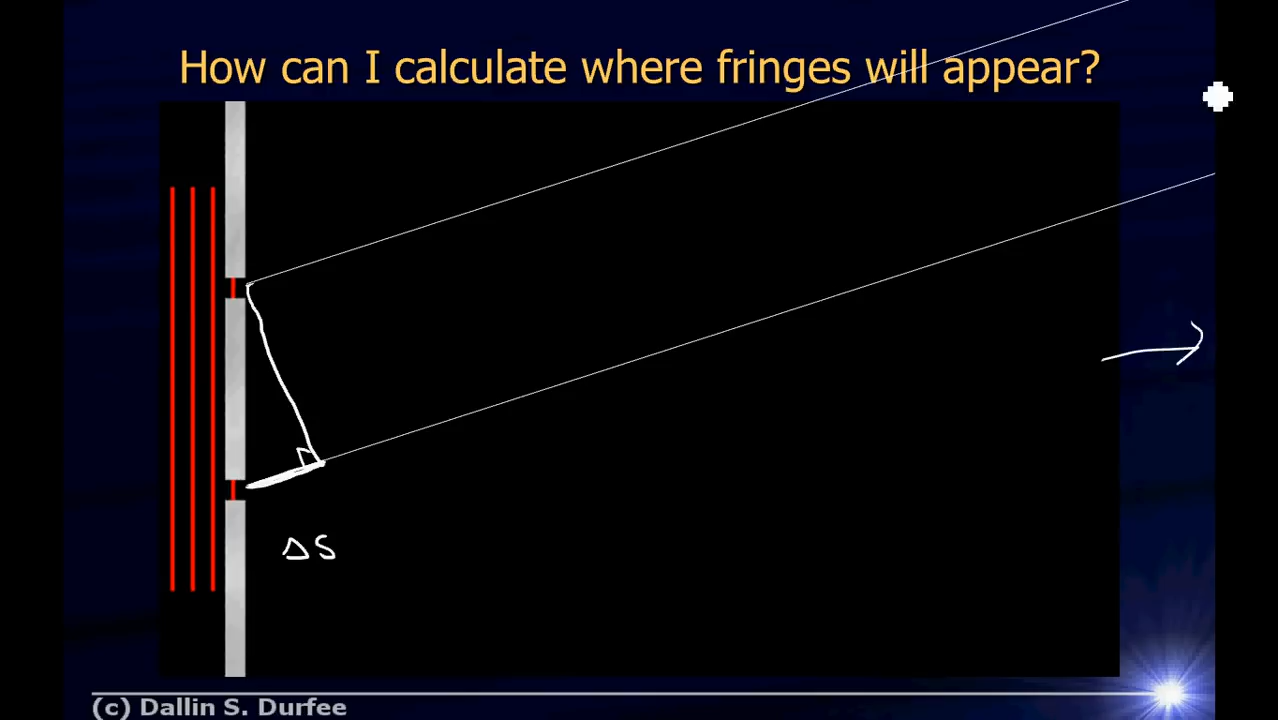 How can I calculate where fringes will appear?
ΔS
(c) Dallin S. Durfee